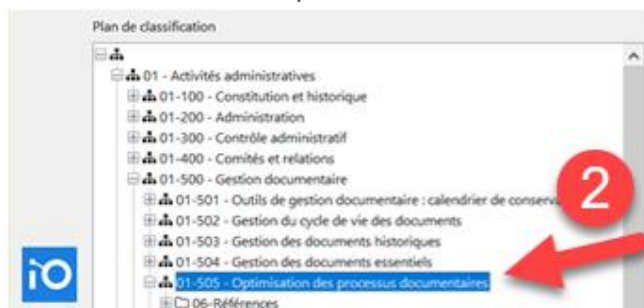 Plan de classification
01 - Activités administratives
01-100 - Constitution et historique
01-200 - Administration
01-300 - Contrôle administratif
01-400 - Comités et relations
01-500 - Gestion documentaire
01-501 - Outils de gestion documentaire : calendrier de conserva
2
01-502 - Gestion du cycle de vie des documents
01-503 - Gestion des documents historiques
01-504 - Gestion des documents essentiels
iO
01-505 - Optimisation des processus documentaires
06-Références